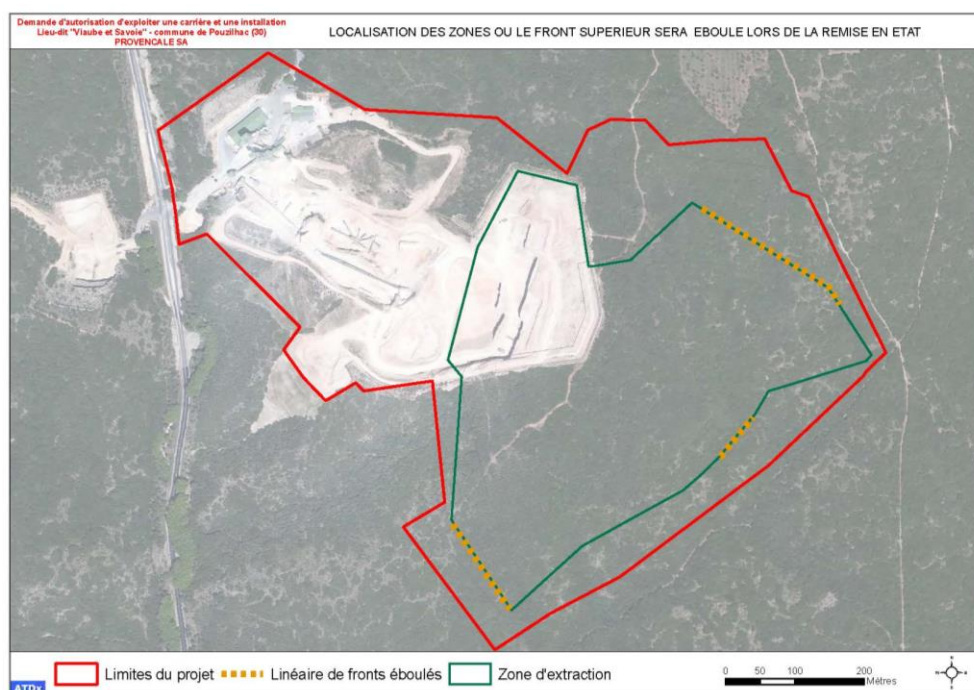 Demande d'autorisation d'exploiter une carrière et une installation
Lieu-dit "Viaube et Savoie" - commune de Pouzilhac (30)
PROVENCALE SA
LOCALISATION DES ZONES OU LE FRONT SUPERIEUR SERA EBOULE LORS DE LA REMISE EN ETAT
Limites du projet
Linéaire de fronts éboulés
Zone d'extraction
0 50 100 200
Mètres
ATDx